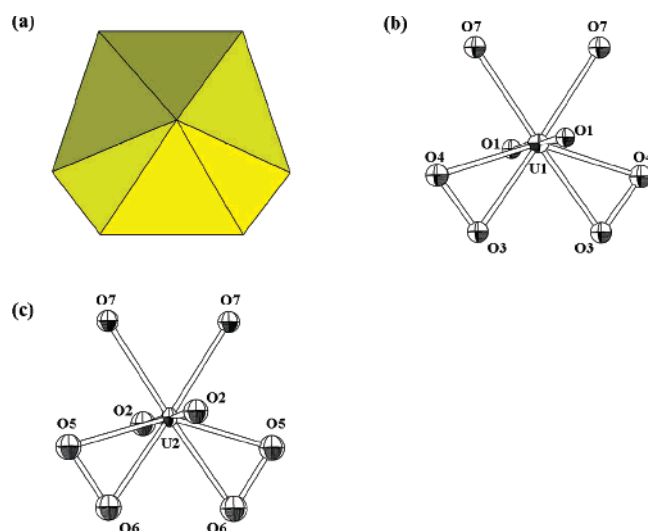 (a)
(b)
O7 O7
O1 O1
O4 U1 O4
O3 O3
(c)
O7 O7
O2 O2
O5 U2 O5
O6 O6